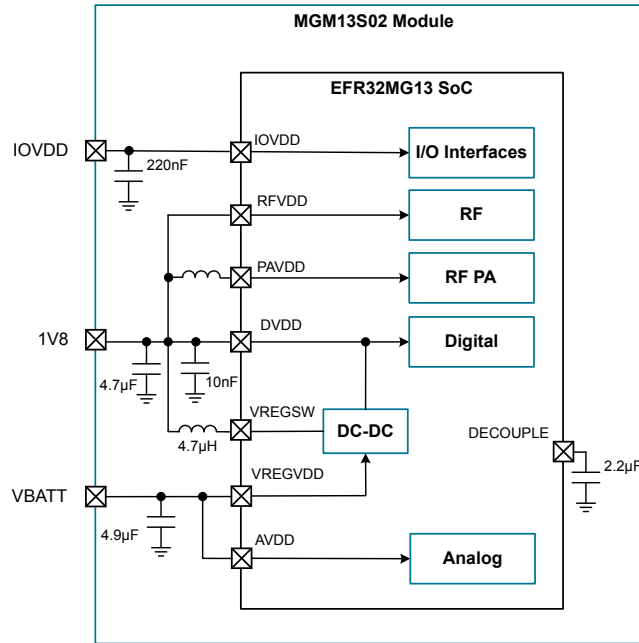 MGM13S02 Module
EFR32MG13 SoC
IOVDD
220nF
IOVDD
I/O Interfaces
RFVDD
RF
PAVDD
RF PA
1V8
DVDD
Digital
4.7µF
10nF
VREGSW
4.7µH
DC-DC
DECOUPLE
2.2µF
VBATT
VREGVDD
4.9µF
AVDD
Analog